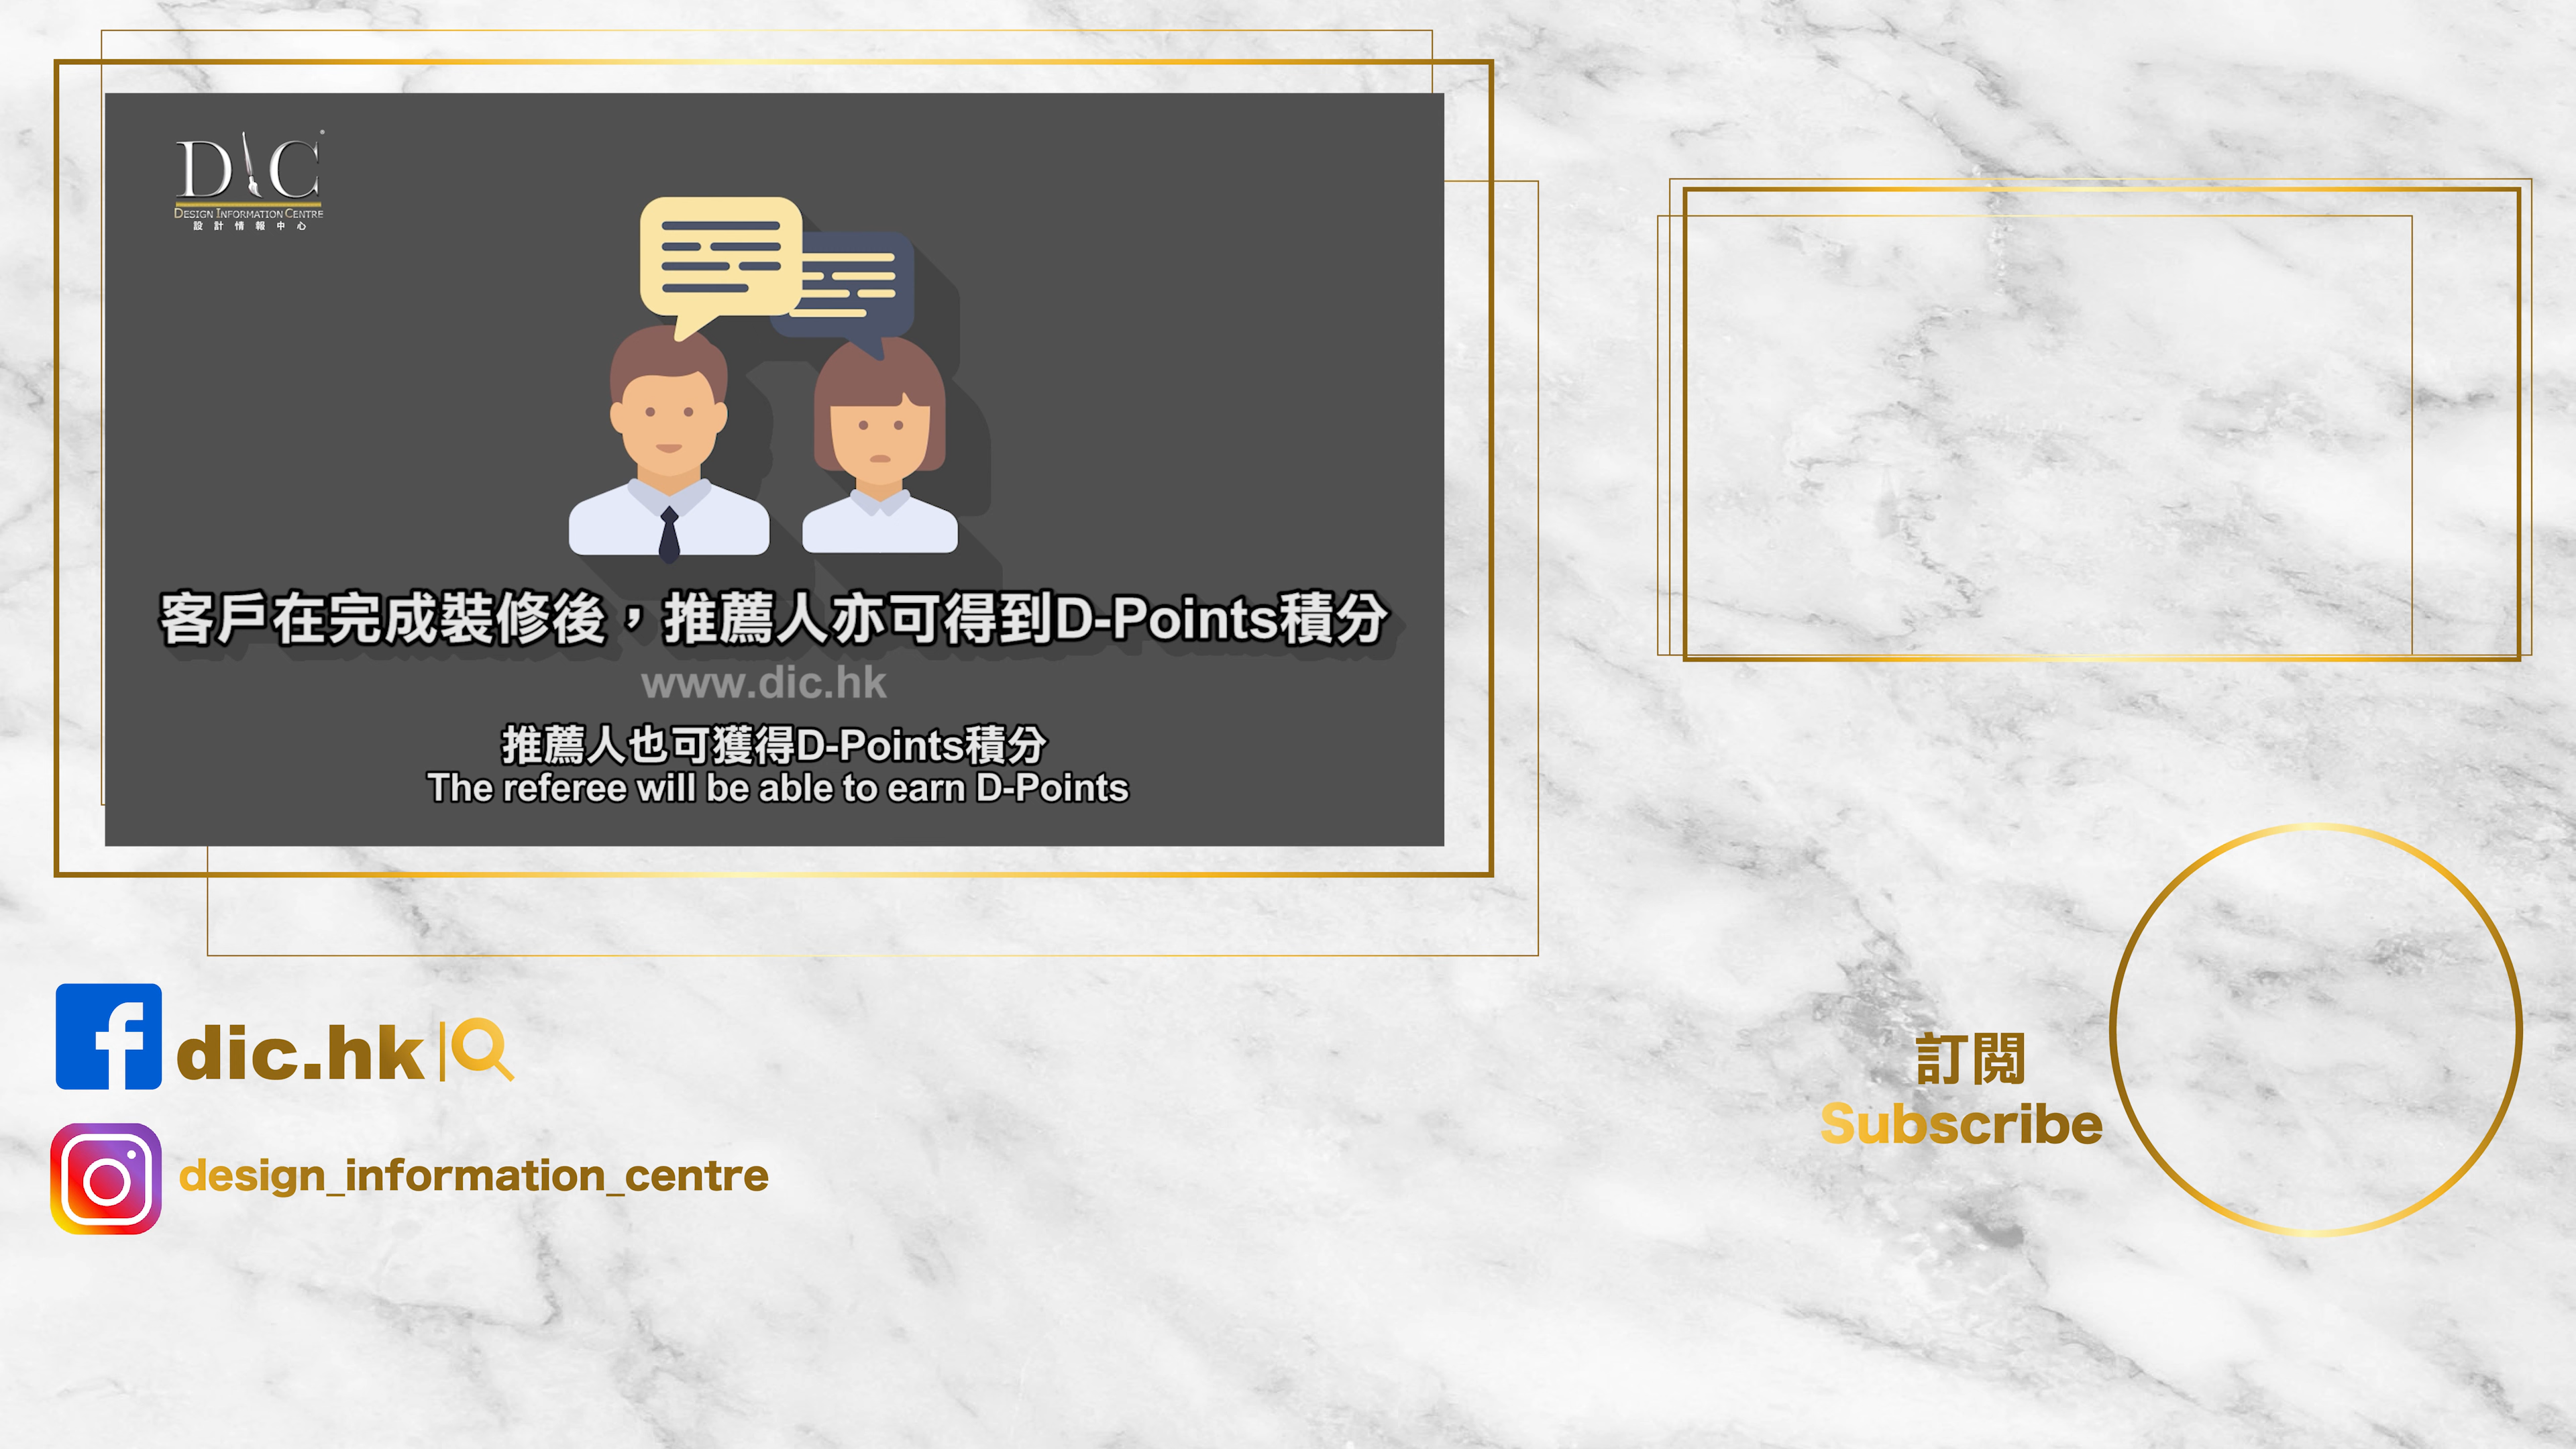 DIC
DESIGN INFORMATION CENTRE
設計情報中心
客戶在完成裝修後，推薦人亦可得到D-Points積分
www.dic.hk
推薦人也可獲得D-Points積分
The referee will be able to earn D-Points
dic.hk
design_information_centre
訂閱
Subscribe